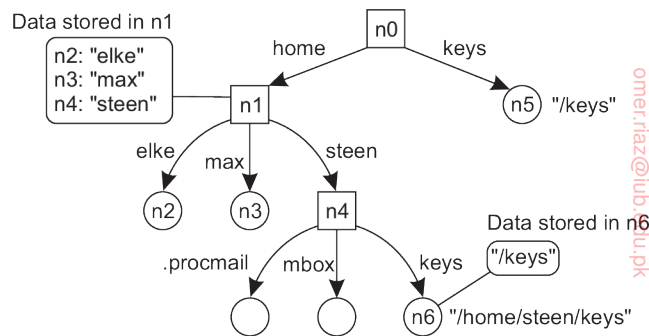 Data stored in n1
n2: "elke"
n3: "max"
n4: "steen"
n0
home
keys
n1
n5
"/keys"
elke
max
steen
n2
n3
n4
Data stored in n6
"/keys"
.procmail
mbox
keys
n6
"/home/steen/keys"
omer.riaz@iub.edu.pk